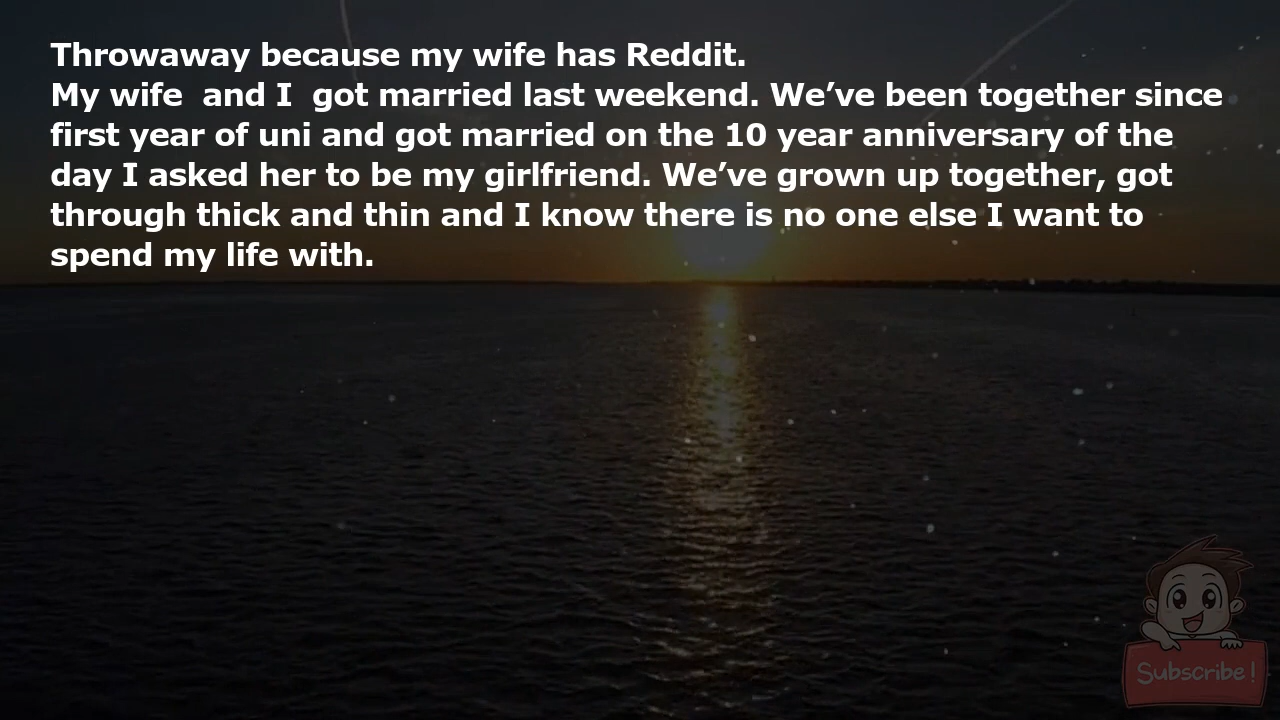 Throwaway because my wife has Reddit.
My wife  and I  got married last weekend. We’ve been together since
first year of uni and got married on the 10 year anniversary of the
day I asked her to be my girlfriend. We’ve grown up together, got
through thick and thin and I know there is no one else I want to
spend my life with.
Subscribe!